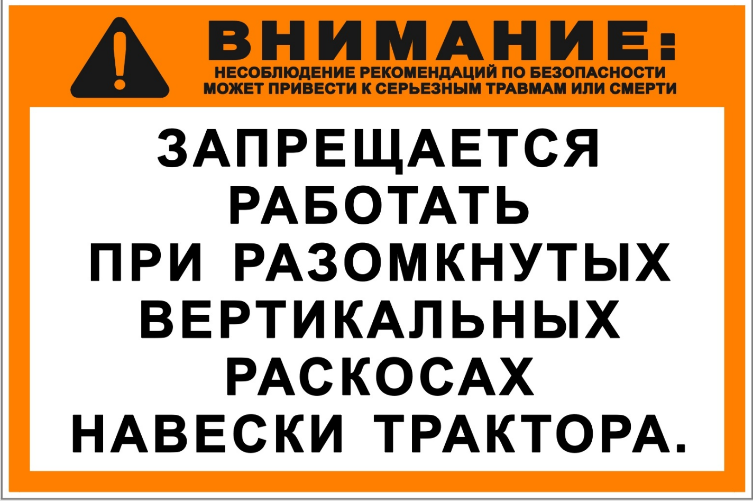 ВНИМАНИЕ:
НЕСОБЛЮДЕНИЕ РЕКОМЕНДАЦИЙ ПО БЕЗОПАСНОСТИ
МОЖЕТ ПРИВЕСТИ К СЕРЬЕЗНЫМ ТРАВМАМ ИЛИ СМЕРТИ
ЗАПРЕЩАЕТСЯ
РАБОТАТЬ
ПРИ РАЗОМКНУТЫХ
ВЕРТИКАЛЬНЫХ
РАСКОСАХ
НАВЕСКИ ТРАКТОРА.